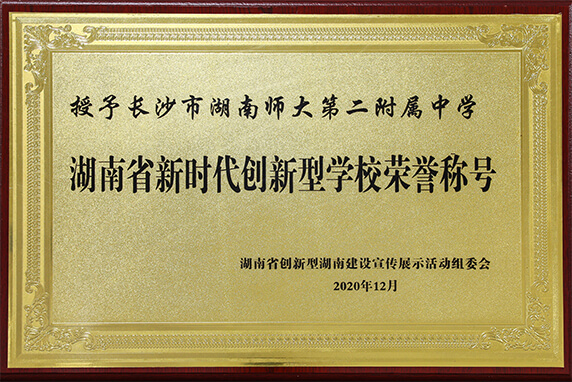 授予长沙市湖南师大第二附属中学
湖南省新时代创新型学校荣誉称号
湖南省创新型湖南建设宣传展示活动组委会
2020年12月